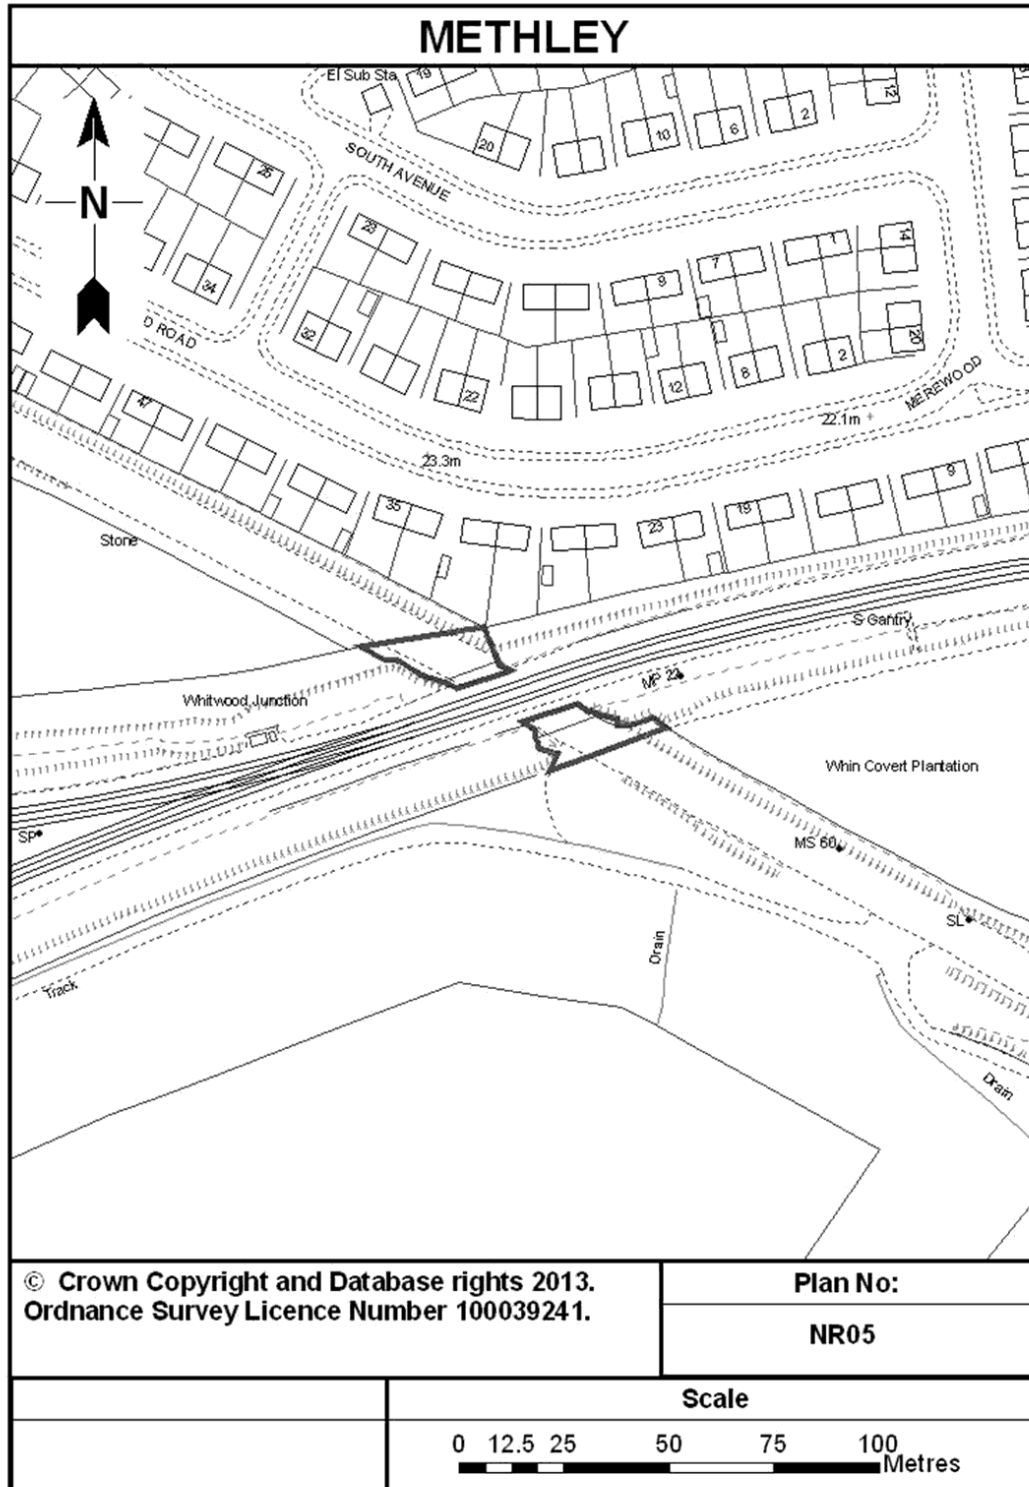 METHLEY
El Sub Sta
19
12
20
10
6
2
SOUTH AVENUE
25
N
34
23
9
7
1
14
D ROAD
32
22
12
8
2
20
MEREWOOD
22.1m +
47
23.3m
35
23
19
9
Stone
S Gantry
MP 23
Whitwood Junction
Whin Covert Plantation
SP
MS 60
SL
Drain
Track
Drain
© Crown Copyright and Database rights 2013.
Ordnance Survey Licence Number 100039241.
Plan No:
NR05
Scale
0 12.5 25 50 75 100
Metres